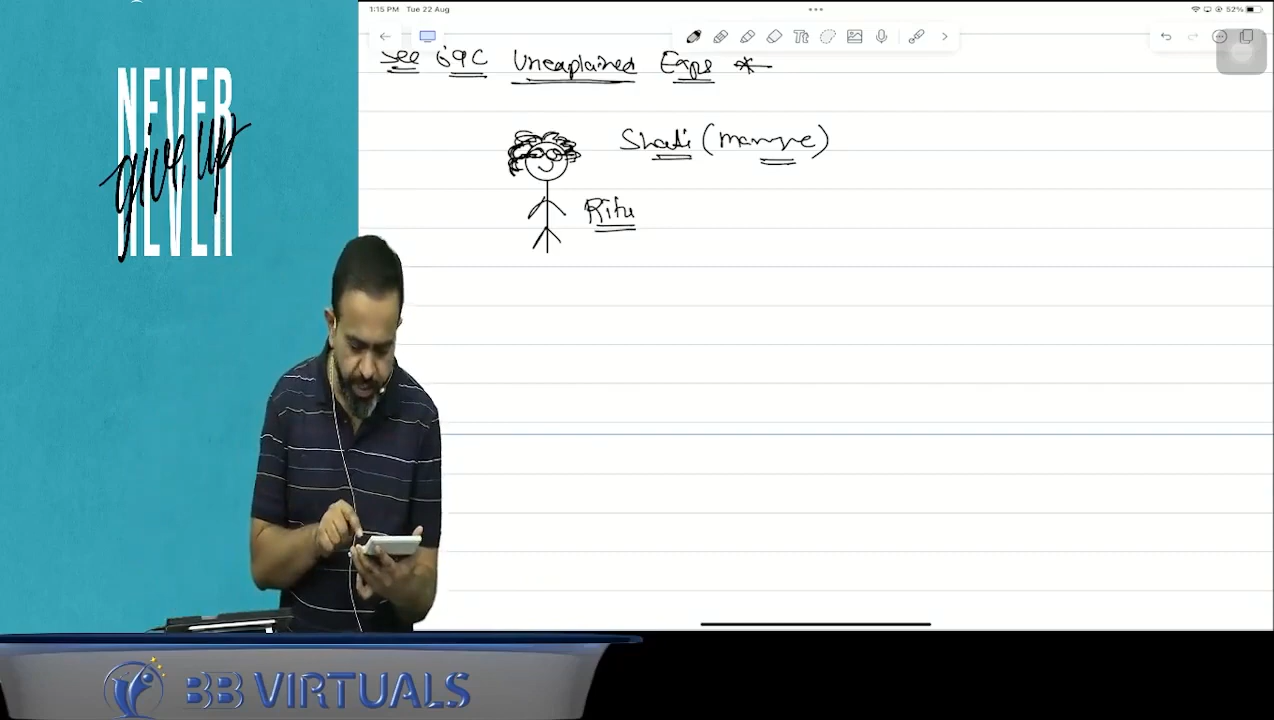 NEVER
give up
NEVER
1:15 PM Tue 22 Aug
52%
See 69C Unexplained Exps *
Shadi (marriage)
Ritu
BB VIRTUALS